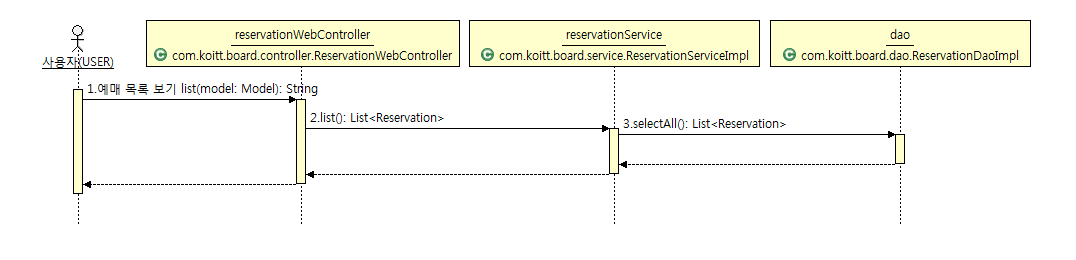 사용자(USER)
reservationWebController
C com.koitt.board.controller.ReservationWebController
reservationService
C com.koitt.board.service.ReservationServiceImpl
dao
C com.koitt.board.dao.ReservationDaoImpl
1.예매 목록 보기 list(model: Model): String
2.list(): List<Reservation>
3.selectAll(): List<Reservation>